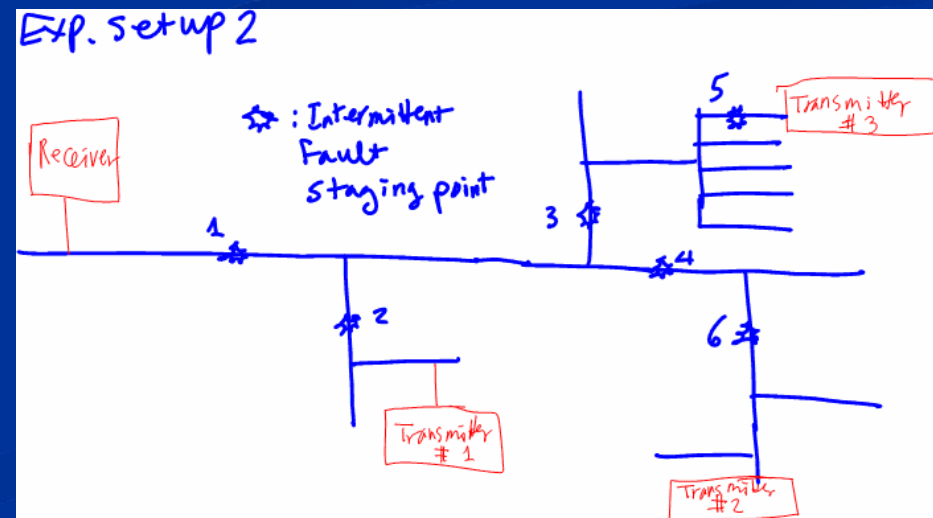 Exp. setup 2
: Intermittent
Fault
staging point
Receiver
1
2
3
4
5
6
Transmitter
# 3
Transmitter
# 1
Transmitter
#2